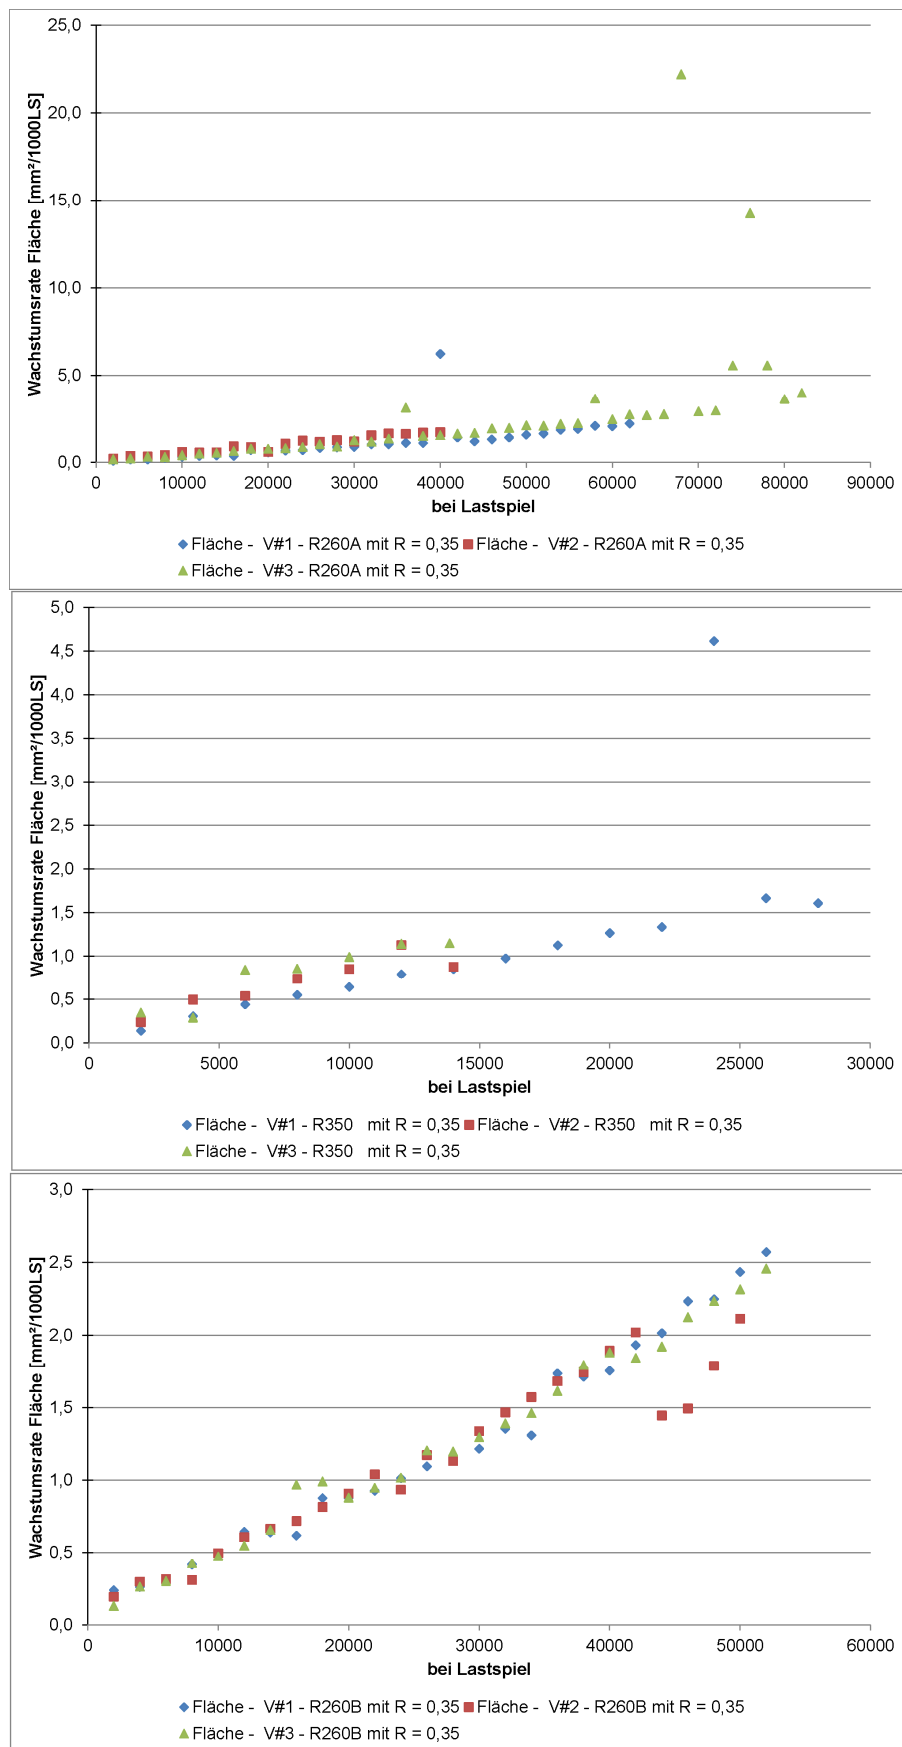 Wachstumsrate Fläche [mm²/1000LS]
25,0
20,0
15,0
10,0
5,0
0,0
0 10000 20000 30000 40000 50000 60000 70000 80000 90000
bei Lastspiel
Fläche - V#1 - R260A mit R = 0,35 Fläche - V#2 - R260A mit R = 0,35
Fläche - V#3 - R260A mit R = 0,35
Wachstumsrate Fläche [mm²/1000LS]
5,0
4,5
4,0
3,5
3,0
2,5
2,0
1,5
1,0
0,5
0,0
0 5000 10000 15000 20000 25000 30000
bei Lastspiel
Fläche - V#1 - R350 mit R = 0,35 Fläche - V#2 - R350 mit R = 0,35
Fläche - V#3 - R350 mit R = 0,35
Wachstumsrate Fläche [mm²/1000LS]
3,0
2,5
2,0
1,5
1,0
0,5
0,0
0 10000 20000 30000 40000 50000 60000
bei Lastspiel
Fläche - V#1 - R260B mit R = 0,35 Fläche - V#2 - R260B mit R = 0,35
Fläche - V#3 - R260B mit R = 0,35